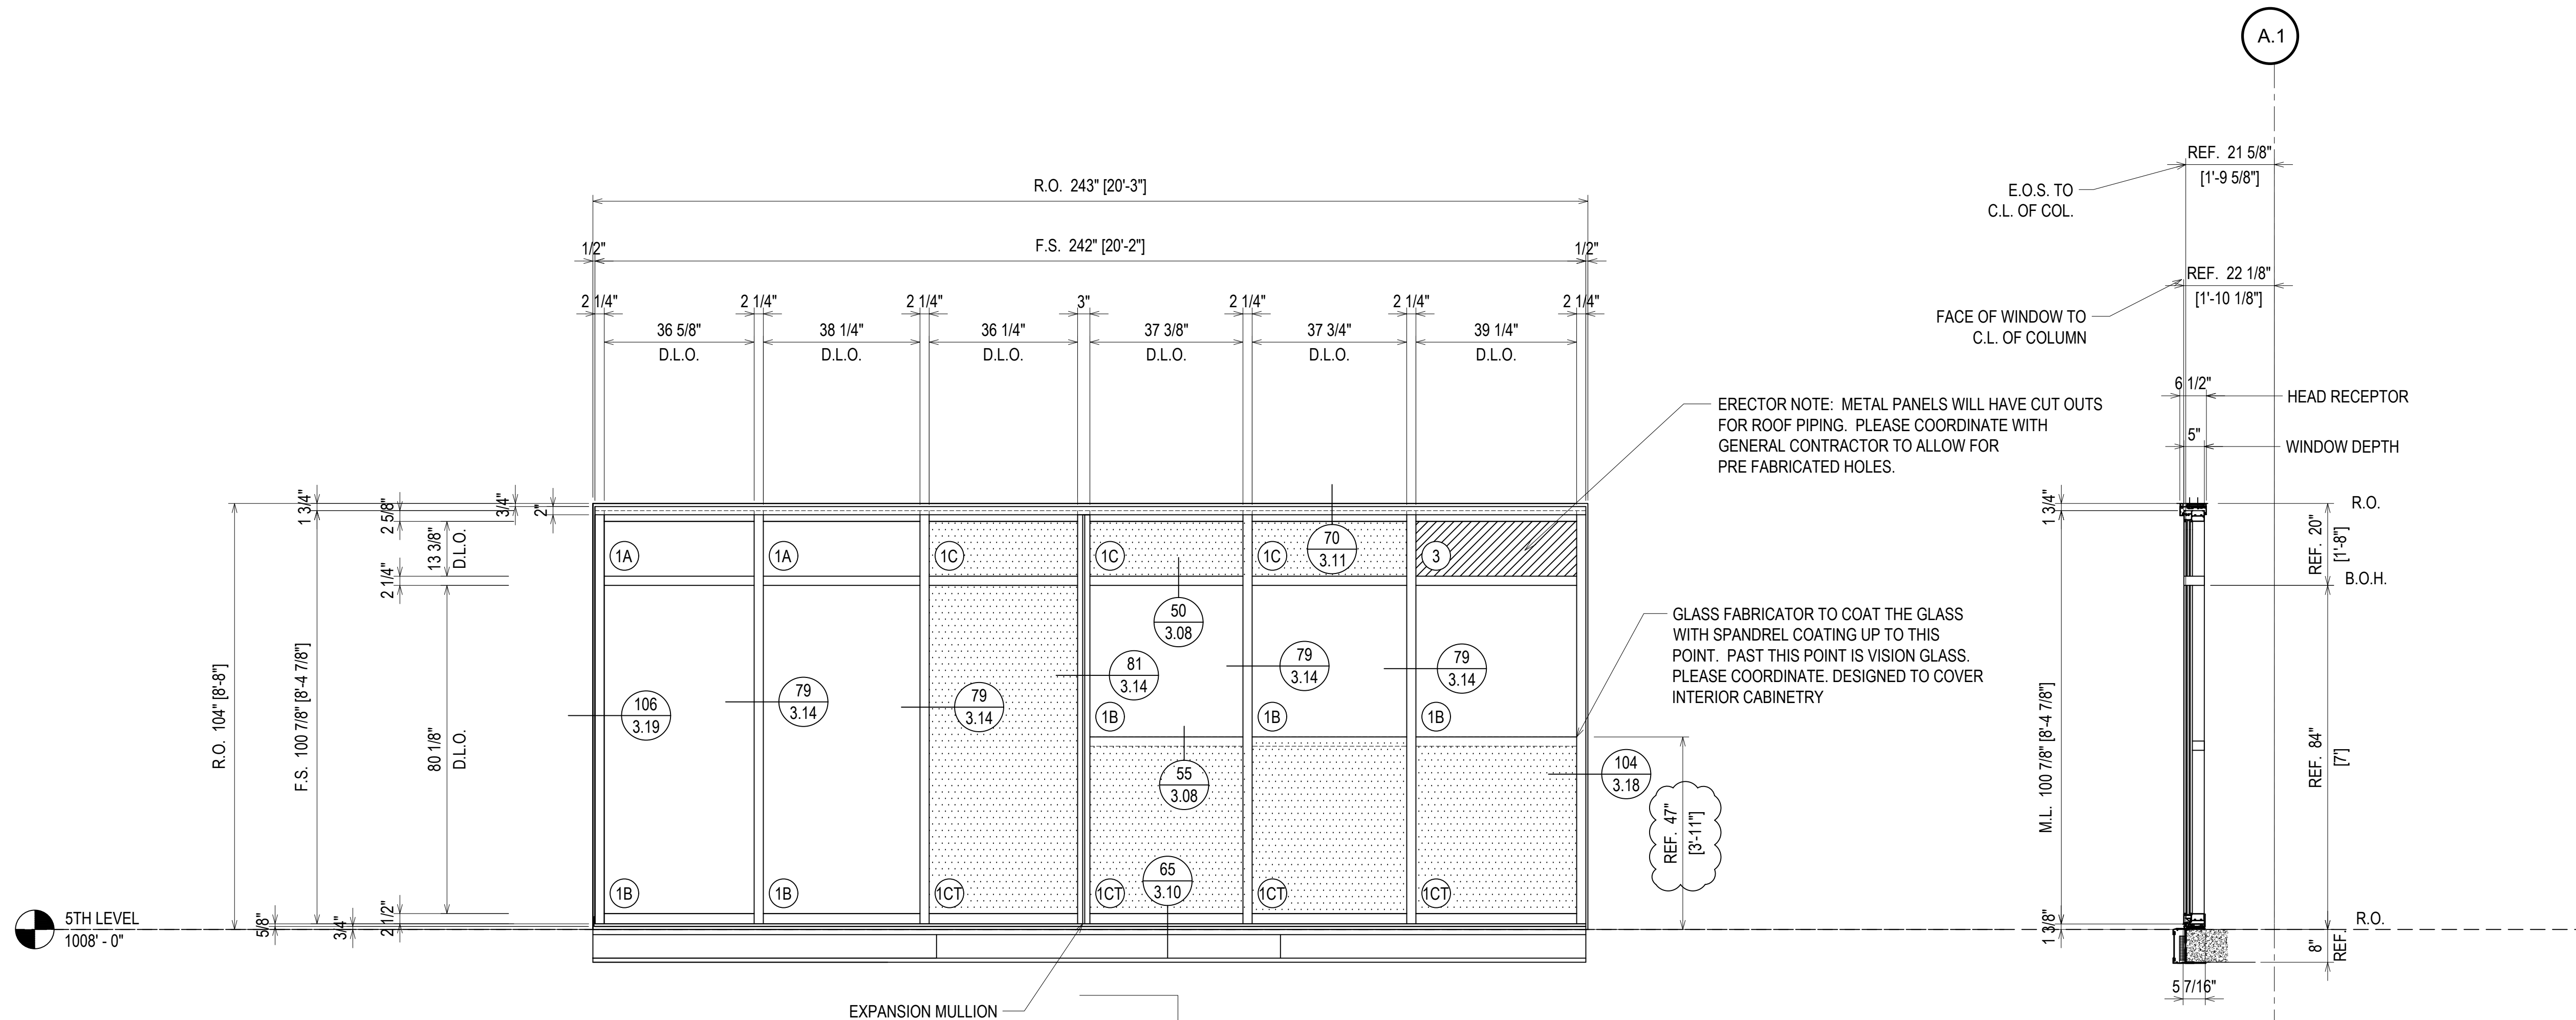 A.1
REF. 21 5/8"
[1'-9 5/8"]
E.O.S. TO
C.L. OF COL.
R.O. 243" [20'-3"]
1/2"
F.S. 242" [20'-2"]
1/2"
REF. 22 1/8"
[1'-10 1/8"]
FACE OF WINDOW TO
C.L. OF COLUMN
2 1/4"
2 1/4"
2 1/4"
3"
2 1/4"
2 1/4"
2 1/4"
36 5/8"
D.L.O.
38 1/4"
D.L.O.
36 1/4"
D.L.O.
37 3/8"
D.L.O.
37 3/4"
D.L.O.
39 1/4"
D.L.O.
6 1/2"
HEAD RECEPTOR
5"
WINDOW DEPTH
ERECTOR NOTE: METAL PANELS WILL HAVE CUT OUTS
FOR ROOF PIPING. PLEASE COORDINATE WITH
GENERAL CONTRACTOR TO ALLOW FOR
PRE FABRICATED HOLES.
R.O. 104" [8'-8"]
1 3/4"
F.S. 100 7/8" [8'-4 7/8"]
5/8"
2 5/8"
13 3/8"
D.L.O.
2 1/4"
80 1/8"
D.L.O.
2 1/2"
3/4"
3/4"
2"
1A
1A
1C
1C
1C
70
3.11
3
50
3.08
106
3.19
79
3.14
79
3.14
81
3.14
79
3.14
79
3.14
1B
1B
1B
55
3.08
104
3.18
65
3.10
1B
1B
1CT
1CT
1CT
1CT
GLASS FABRICATOR TO COAT THE GLASS
WITH SPANDREL COATING UP TO THIS
POINT. PAST THIS POINT IS VISION GLASS.
PLEASE COORDINATE. DESIGNED TO COVER
INTERIOR CABINETRY
REF. 47"
[3'-11"]
5TH LEVEL
1008' - 0"
EXPANSION MULLION
1 3/4"
M.L. 100 7/8" [8'-4 7/8"]
1 3/8"
R.O.
REF. 20"
[1'-8"]
B.O.H.
REF. 84"
[7']
R.O.
8"
REF.
5 7/16"